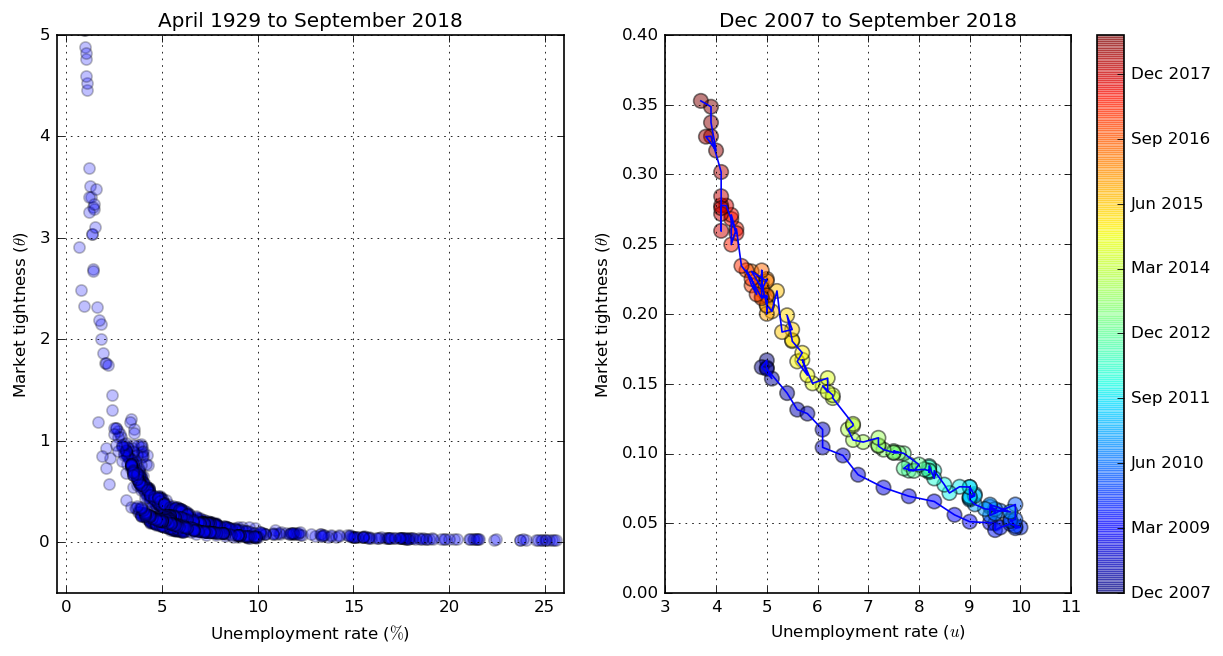 April 1929 to September 2018
Market tightness (θ)
5
4
3
2
1
0
0 5 10 15 20 25
Unemployment rate (%)
Dec 2007 to September 2018
Market tightness (θ)
0.40
0.35
0.30
0.25
0.20
0.15
0.10
0.05
0.00
3 4 5 6 7 8 9 10 11
Unemployment rate (u)
Dec 2017
Sep 2016
Jun 2015
Mar 2014
Dec 2012
Sep 2011
Jun 2010
Mar 2009
Dec 2007